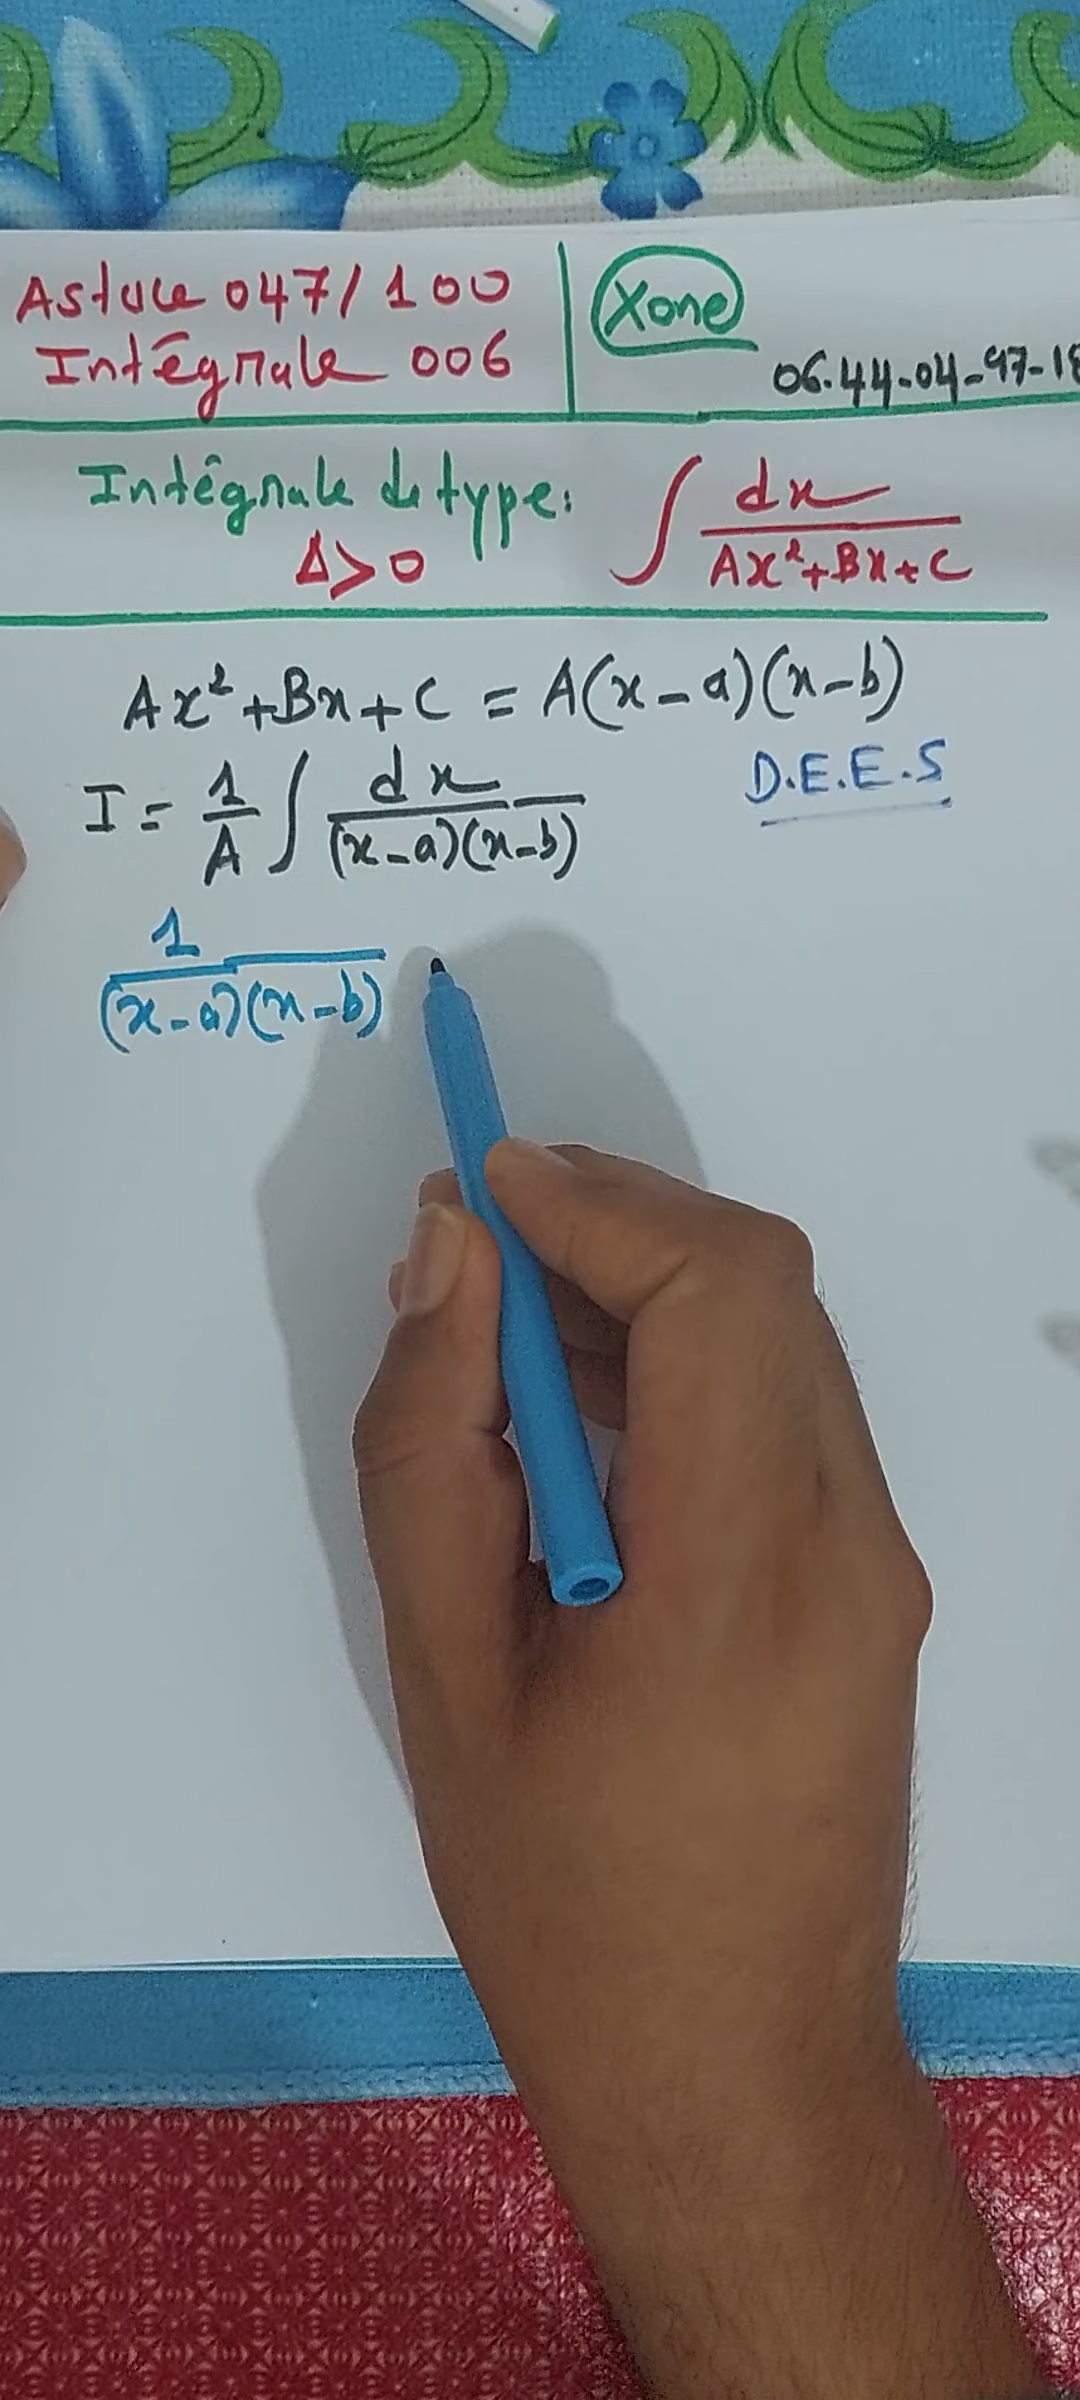 Astuce 047/100
Intégrale 006
Xone
06.44-04-97-18
Intégrale de type: ∫ dx / (Ax²+Bx+C)
Δ>0
Ax²+Bx+C = A(x-a)(x-b)
I = 1/A ∫ dx / (x-a)(x-b)
D.E.E.S
1 / (x-a)(x-b)